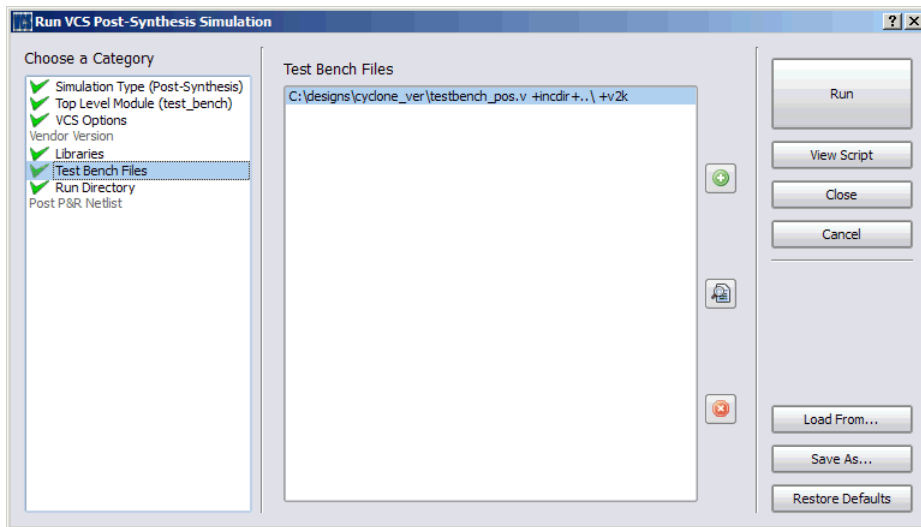 Run VCS Post-Synthesis Simulation
Choose a Category
Simulation Type (Post-Synthesis)
Top Level Module (test_bench)
VCS Options
Vendor Version
Libraries
Test Bench Files
Run Directory
Post P&R Netlist
Test Bench Files
C:\designs\cyclone_ver\testbench_pos.v +incdir+..\ +v2k
Run
View Script
Close
Cancel
Load From...
Save As...
Restore Defaults